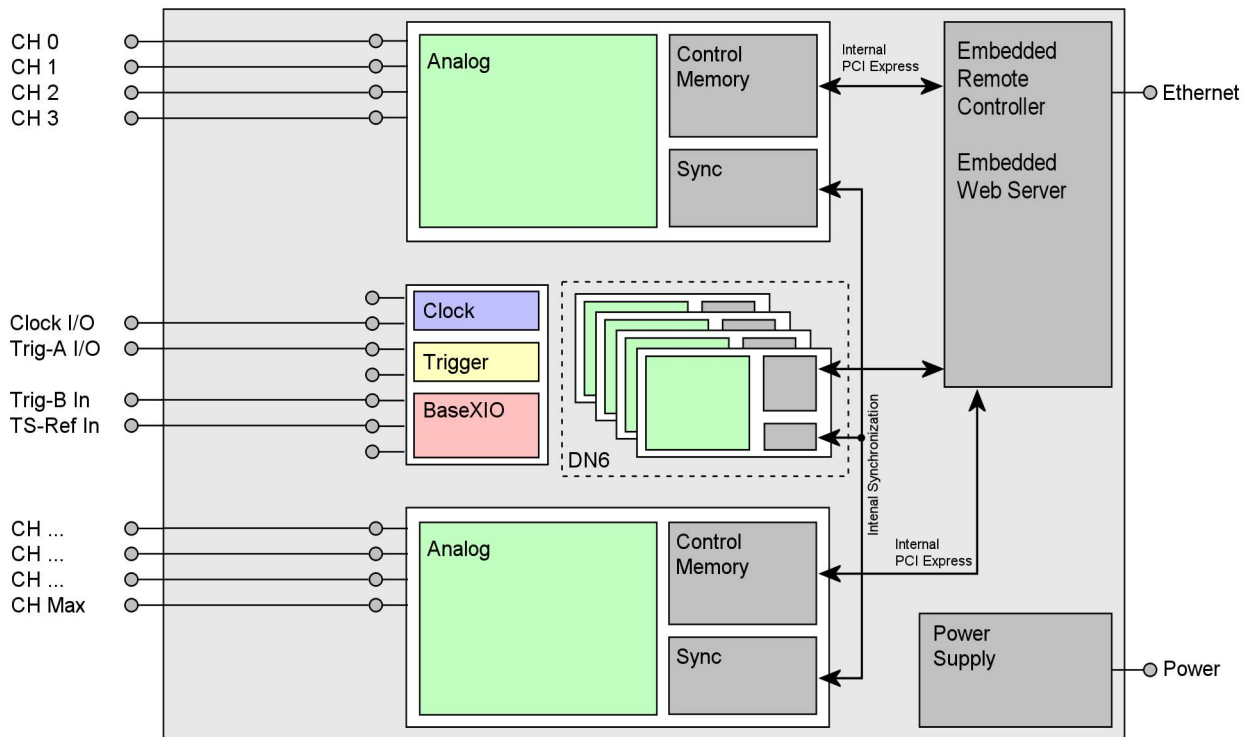 CH 0
CH 1
CH 2
CH 3
Analog
Control
Memory
Sync
Internal
PCI Express
Embedded
Remote
Controller
Embedded
Web Server
Ethernet
Clock I/O
Trig-A I/O
Trig-B In
TS-Ref In
Clock
Trigger
BaseXIO
DN6
Intenal Synchronization
CH ...
CH ...
CH ...
CH Max
Analog
Control
Memory
Sync
Internal
PCI Express
Power
Supply
Power